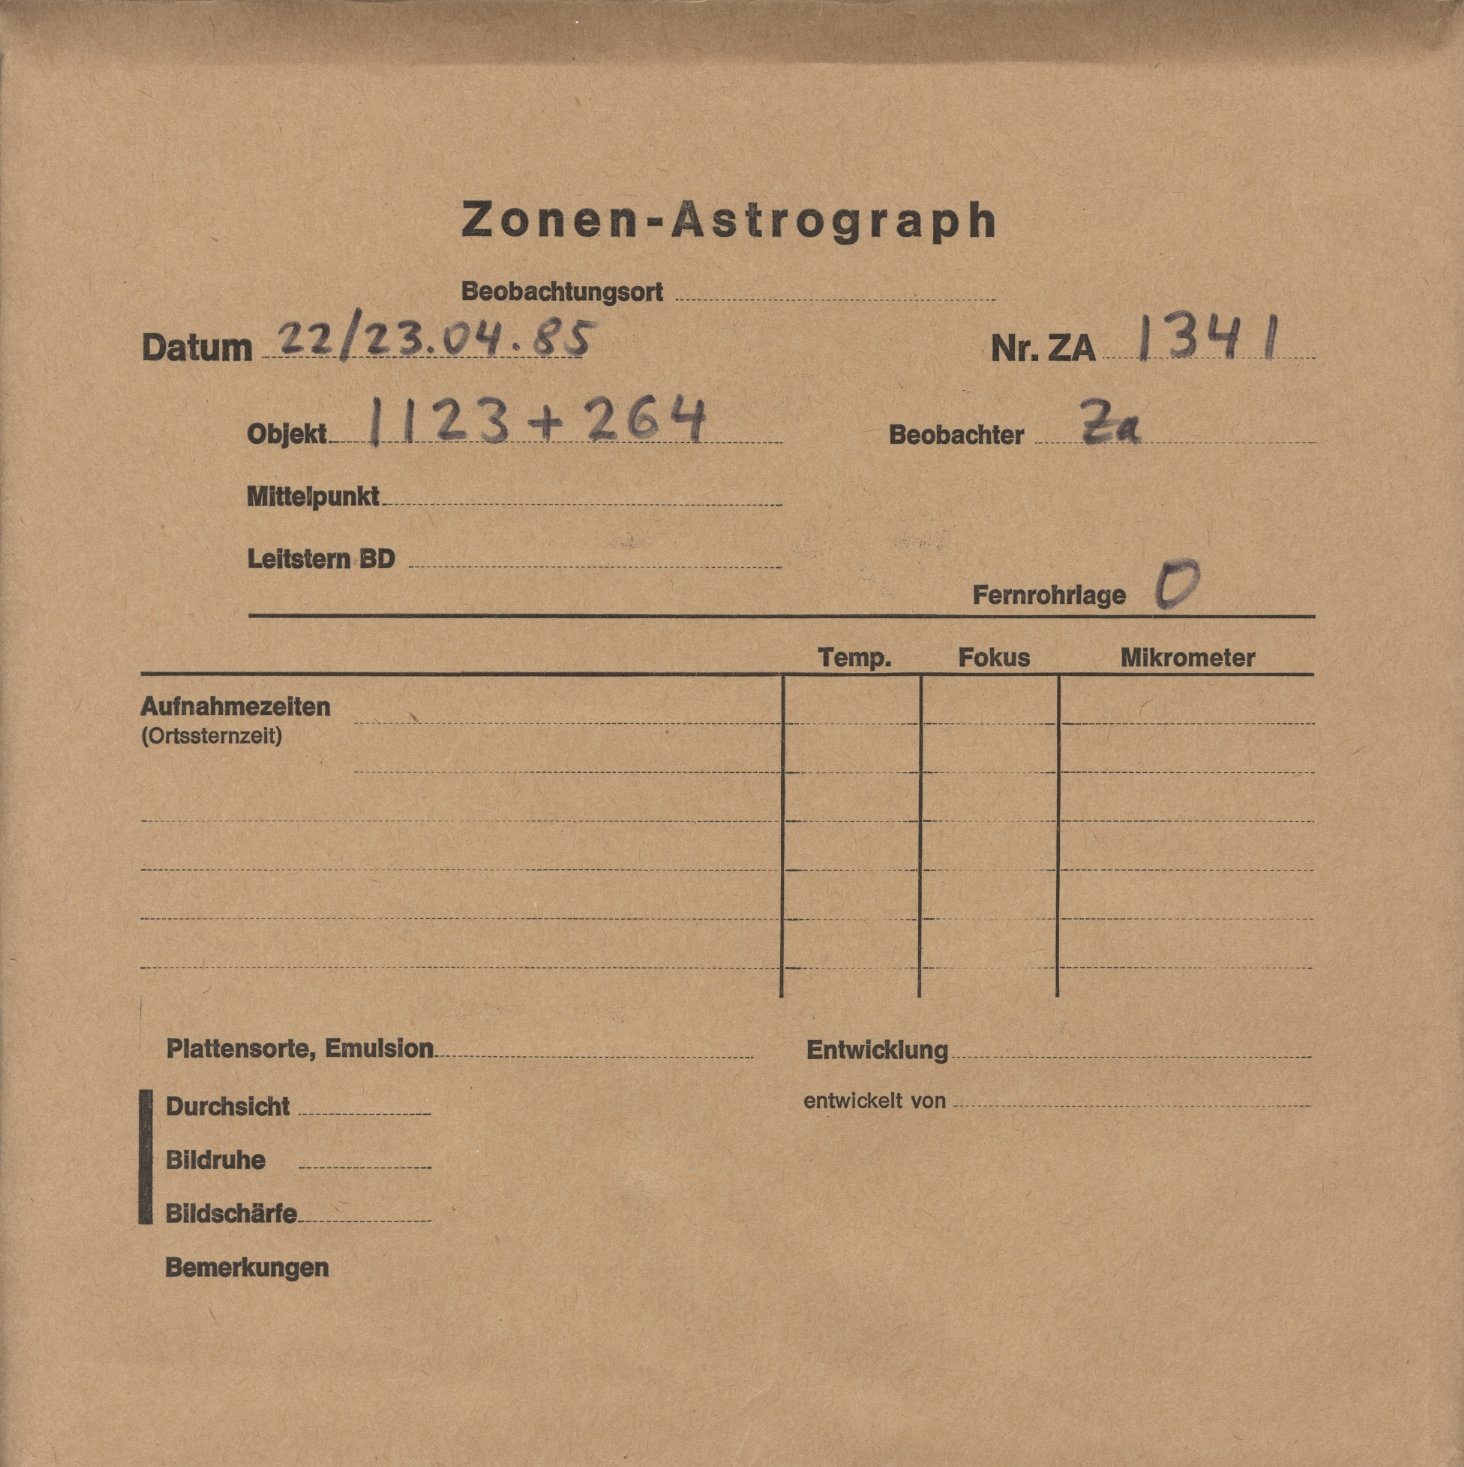 Zonen-Astrograph
Beobachtungsort
Datum 22/23.04.85 Nr. ZA 1341
Objekt 1123+264 Beobachter Za
Mittelpunkt
Leitstern BD
Fernrohrlage O
Temp. Fokus Mikrometer
Aufnahmezeiten
(Ortssternzeit)
Plattensorte, Emulsion Entwicklung
Durchsicht entwickelt von
Bildruhe
Bildschärfe
Bemerkungen